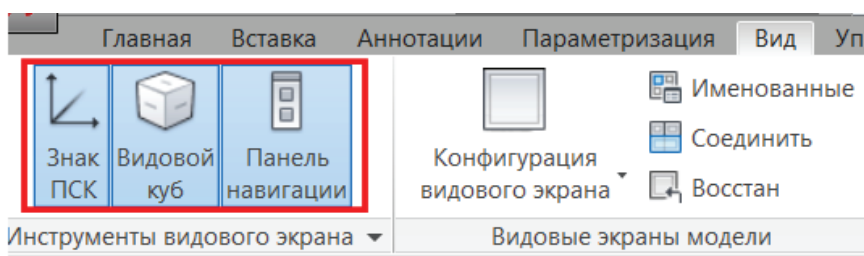 Главная Вставка Аннотации Параметризация Вид Уп
Знак ПСК
Видовой куб
Панель навигации
Конфигурация видового экрана
Именованные
Соединить
Восстан
Инструменты видового экрана
Видовые экраны модели